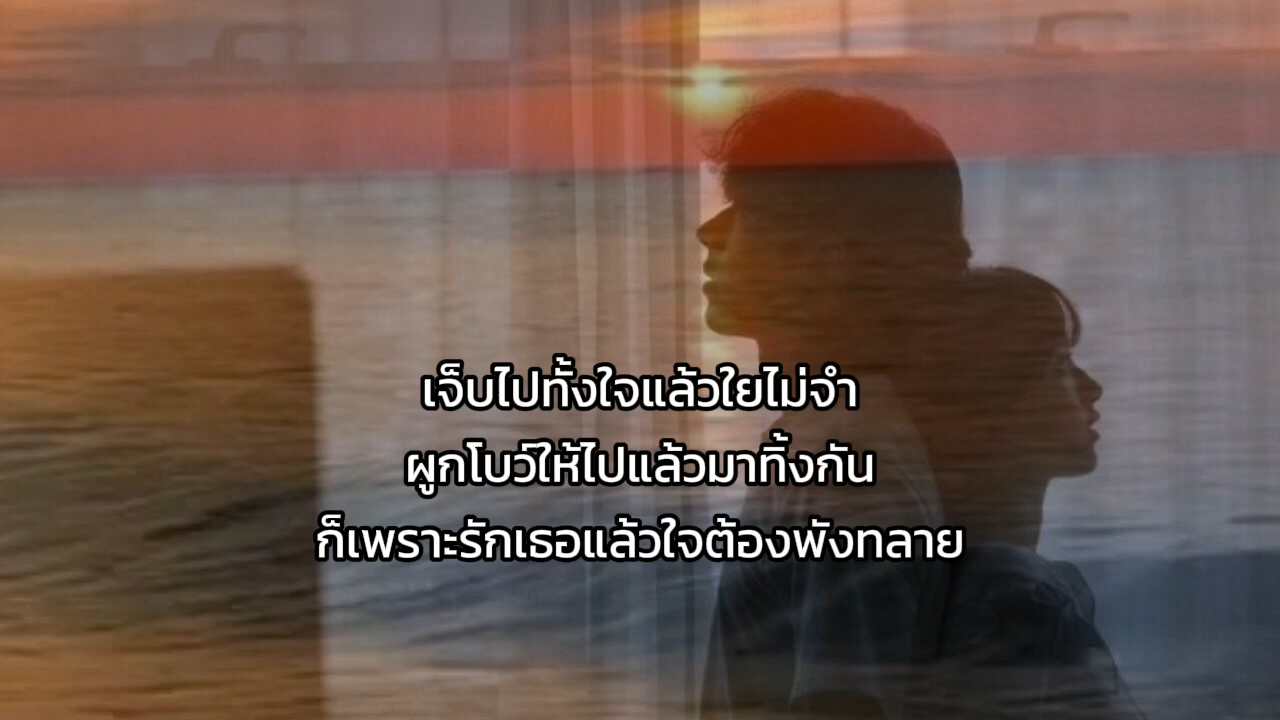 เจ็บไปทั้งใจแล้วใยไม่จำ
ผูกโบว์ให้ไปแล้วมาทิ้งกัน
ก็เพราะรักเธอแล้วใจต้องพังทลาย